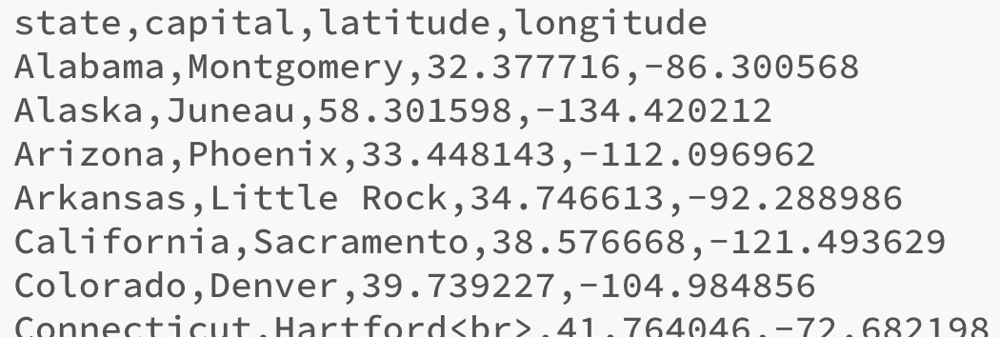 state,capital,latitude,longitude
Alabama,Montgomery,32.377716,-86.300568
Alaska,Juneau,58.301598,-134.420212
Arizona,Phoenix,33.448143,-112.096962
Arkansas,Little Rock,34.746613,-92.288986
California,Sacramento,38.576668,-121.493629
Colorado,Denver,39.739227,-104.984856
Connecticut,Hartford<br>,41.764046,-72.682198